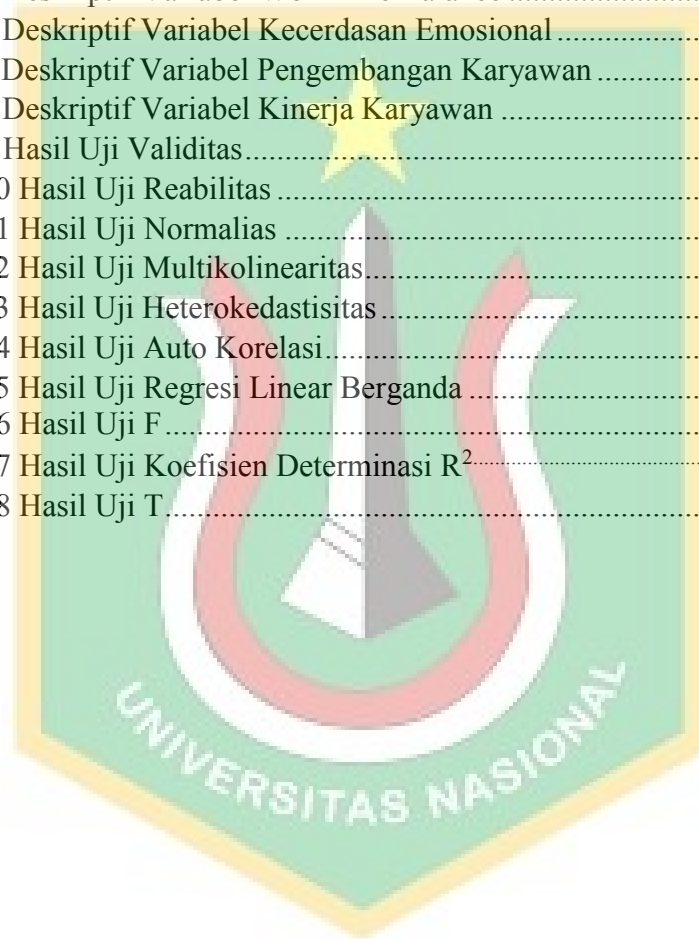 Deskriptif Variabel Kecerdasan Emosional
Deskriptif Variabel Pengembangan Karyawan
Deskriptif Variabel Kinerja Karyawan
Hasil Uji Validitas
0 Hasil Uji Reabilitas
1 Hasil Uji Normalias
2 Hasil Uji Multikolinearitas
3 Hasil Uji Heterokedastisitas
4 Hasil Uji Auto Korelasi
5 Hasil Uji Regresi Linear Berganda
6 Hasil Uji F
7 Hasil Uji Koefisien Determinasi R²
8 Hasil Uji T
UNIVERSITAS NASIONAL